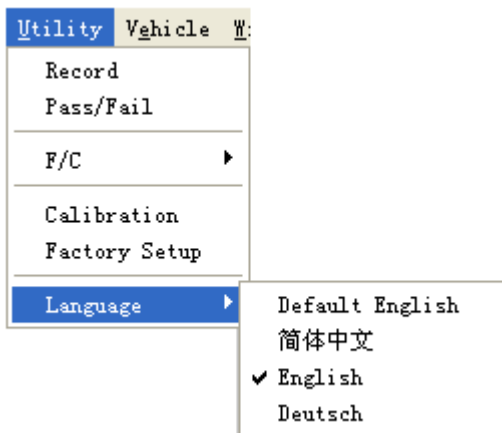 Utility Vehicle
Record
Pass/Fail
F/C
Calibration
Factory Setup
Language
Default English
简体中文
English
Deutsch